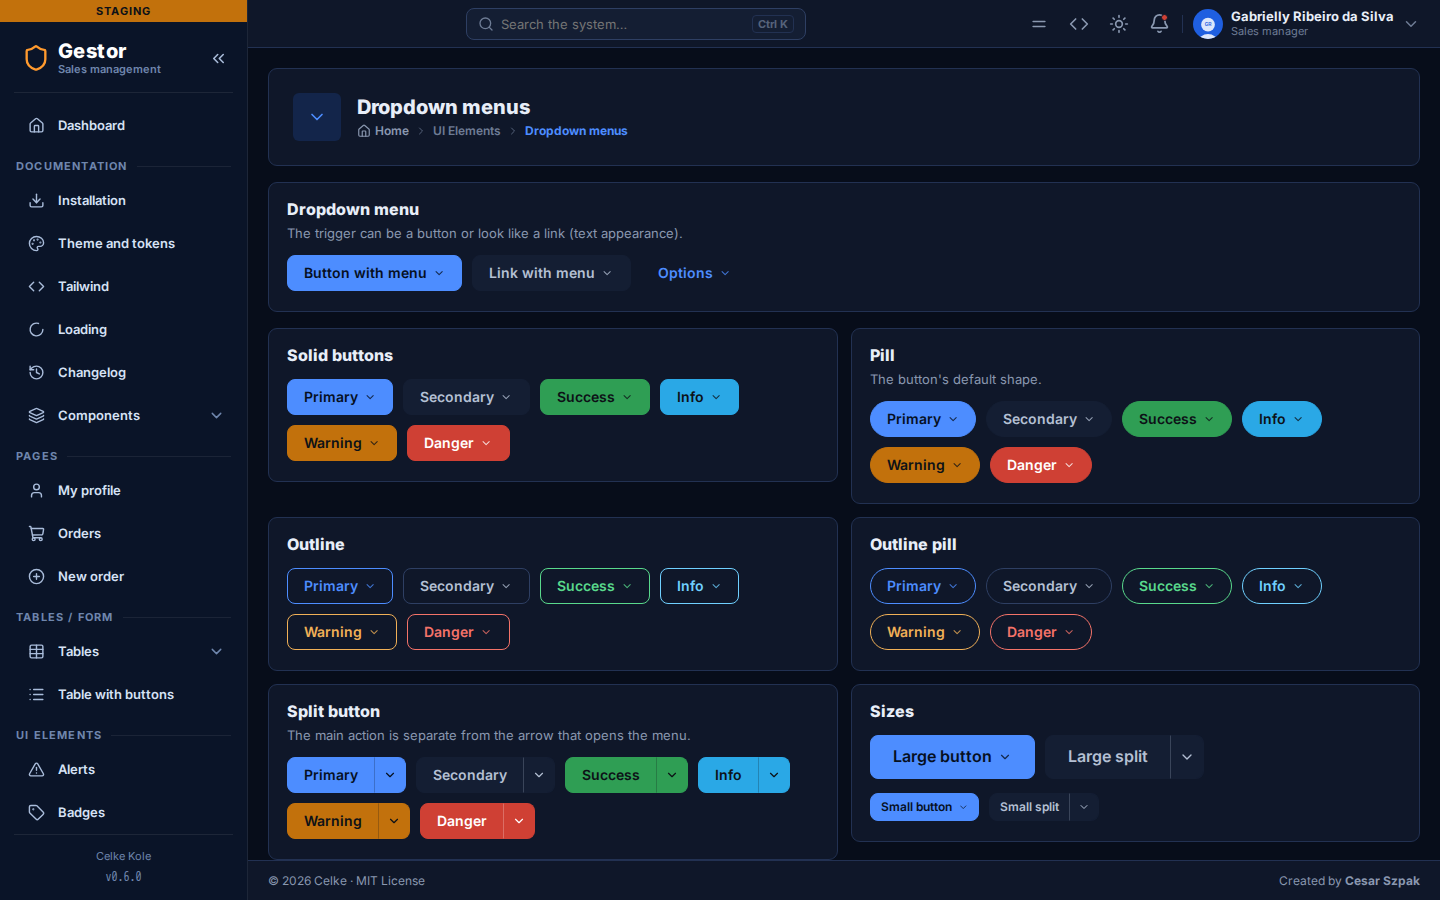 STAGING
Gestor
Sales management
Dashboard
DOCUMENTATION
Installation
Theme and tokens
Tailwind
Loading
Changelog
Components
PAGES
My profile
Orders
New order
TABLES / FORM
Tables
Table with buttons
UI ELEMENTS
Alerts
Badges
Celke Kole
v0.6.0
Search the system... Ctrl K
GR
Gabrielly Ribeiro da Silva
Sales manager
Dropdown menus
Home UI Elements Dropdown menus
Dropdown menu
The trigger can be a button or look like a link (text appearance).
Button with menu Link with menu Options
Solid buttons
Primary Secondary Success Info
Warning Danger
Pill
The button's default shape.
Primary Secondary Success Info
Warning Danger
Outline
Primary Secondary Success Info
Warning Danger
Outline pill
Primary Secondary Success Info
Warning Danger
Split button
The main action is separate from the arrow that opens the menu.
Primary Secondary Success Info
Warning Danger
Sizes
Large button Large split
Small button Small split
© 2026 Celke · MIT License
Created by Cesar Szpak